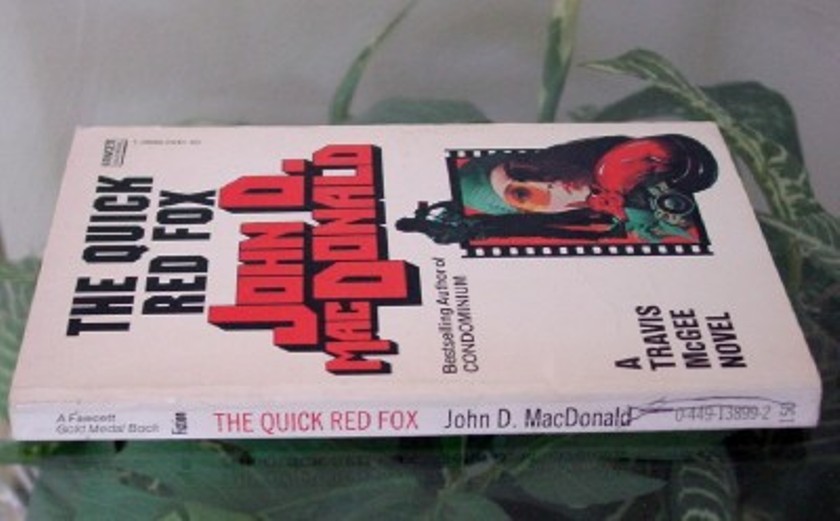 THE QUICK
RED FOX
JOHN D.
MACDONALD
Bestselling Author of
CONDOMINIUM
A
TRAVIS
McGEE
NOVEL
A Fawcett
Gold Medal Book
Fiction
THE QUICK RED FOX
John D. MacDonald
0-449-13899-2